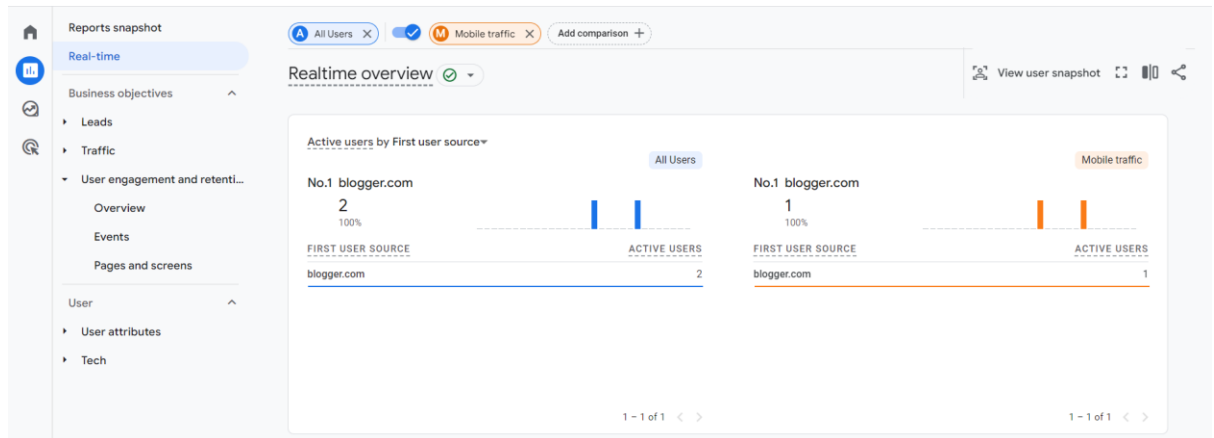 Reports snapshot
Real-time
Business objectives
Leads
Traffic
User engagement and retenti...
Overview
Events
Pages and screens
User
User attributes
Tech
A All Users
M Mobile traffic
Add comparison +
Realtime overview
View user snapshot
Active users by First user source
All Users
No.1 blogger.com
2
100%
FIRST USER SOURCE ACTIVE USERS
blogger.com 2
1 – 1 of 1
Mobile traffic
No.1 blogger.com
1
100%
FIRST USER SOURCE ACTIVE USERS
blogger.com 1
1 – 1 of 1